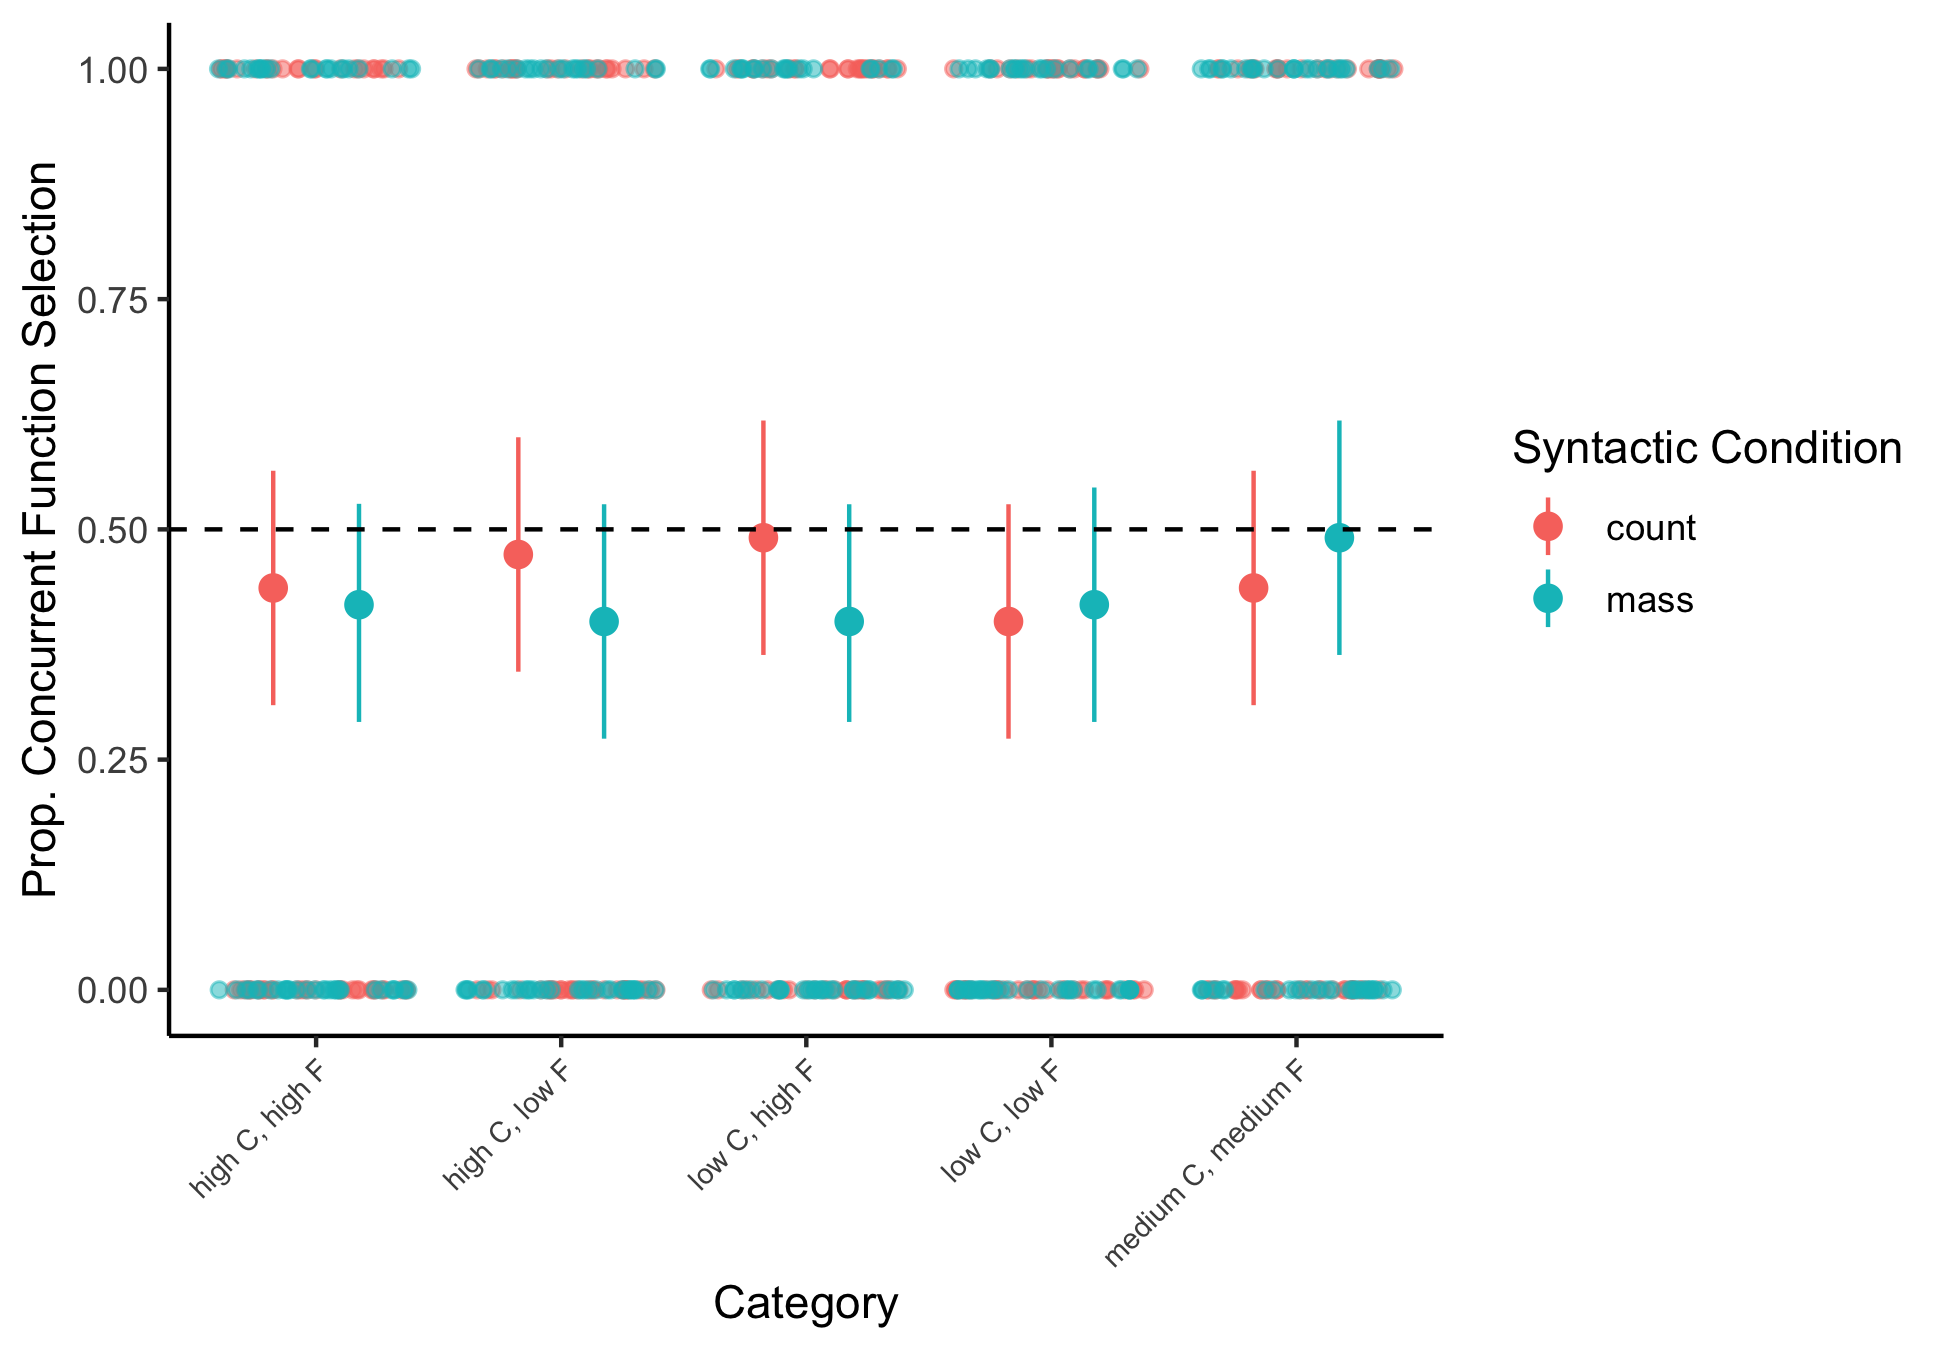 Prop. Concurrent Function Selection
1.00
0.75
0.50
0.25
0.00
high C, high F
high C, low F
low C, high F
low C, low F
medium C, medium F
Category
Syntactic Condition
count
mass